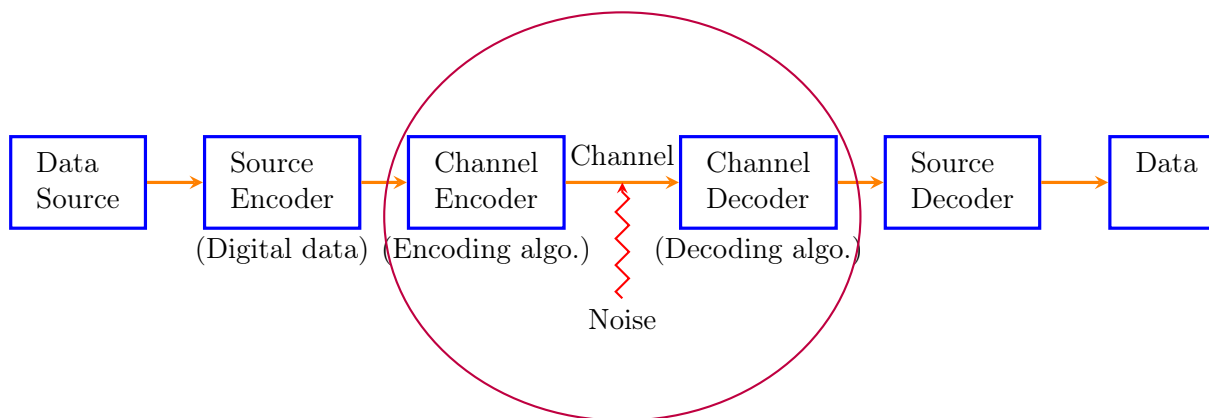 Data
Source
Source
Encoder
(Digital data)
Channel
Encoder
(Encoding algo.)
Channel
Noise
Channel
Decoder
(Decoding algo.)
Source
Decoder
Data